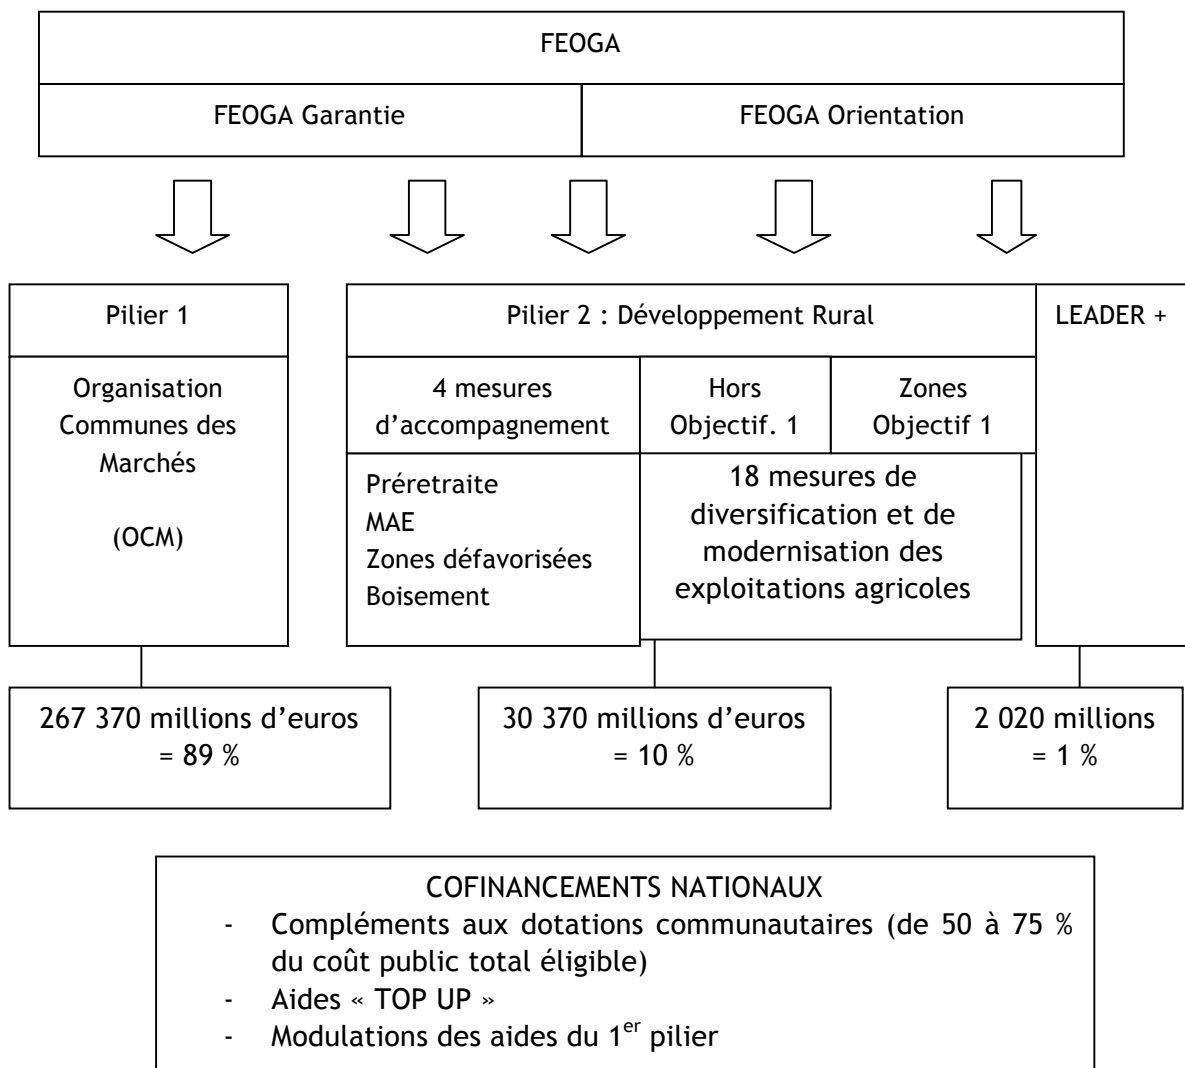 FEOGA
FEOGA Garantie
FEOGA Orientation
Pilier 1
Organisation
Communes des
Marchés
(OCM)
Pilier 2 : Développement Rural
4 mesures
d’accompagnement
Hors
Objectif. 1
Zones
Objectif 1
Préretraite
MAE
Zones défavorisées
Boisement
18 mesures de
diversification et de
modernisation des
exploitations agricoles
LEADER +
267 370 millions d’euros
= 89 %
30 370 millions d’euros
= 10 %
2 020 millions
= 1 %
COFINANCEMENTS NATIONAUX
- Compléments aux dotations communautaires (de 50 à 75 %
du coût public total éligible)
- Aides « TOP UP »
- Modulations des aides du 1er pilier